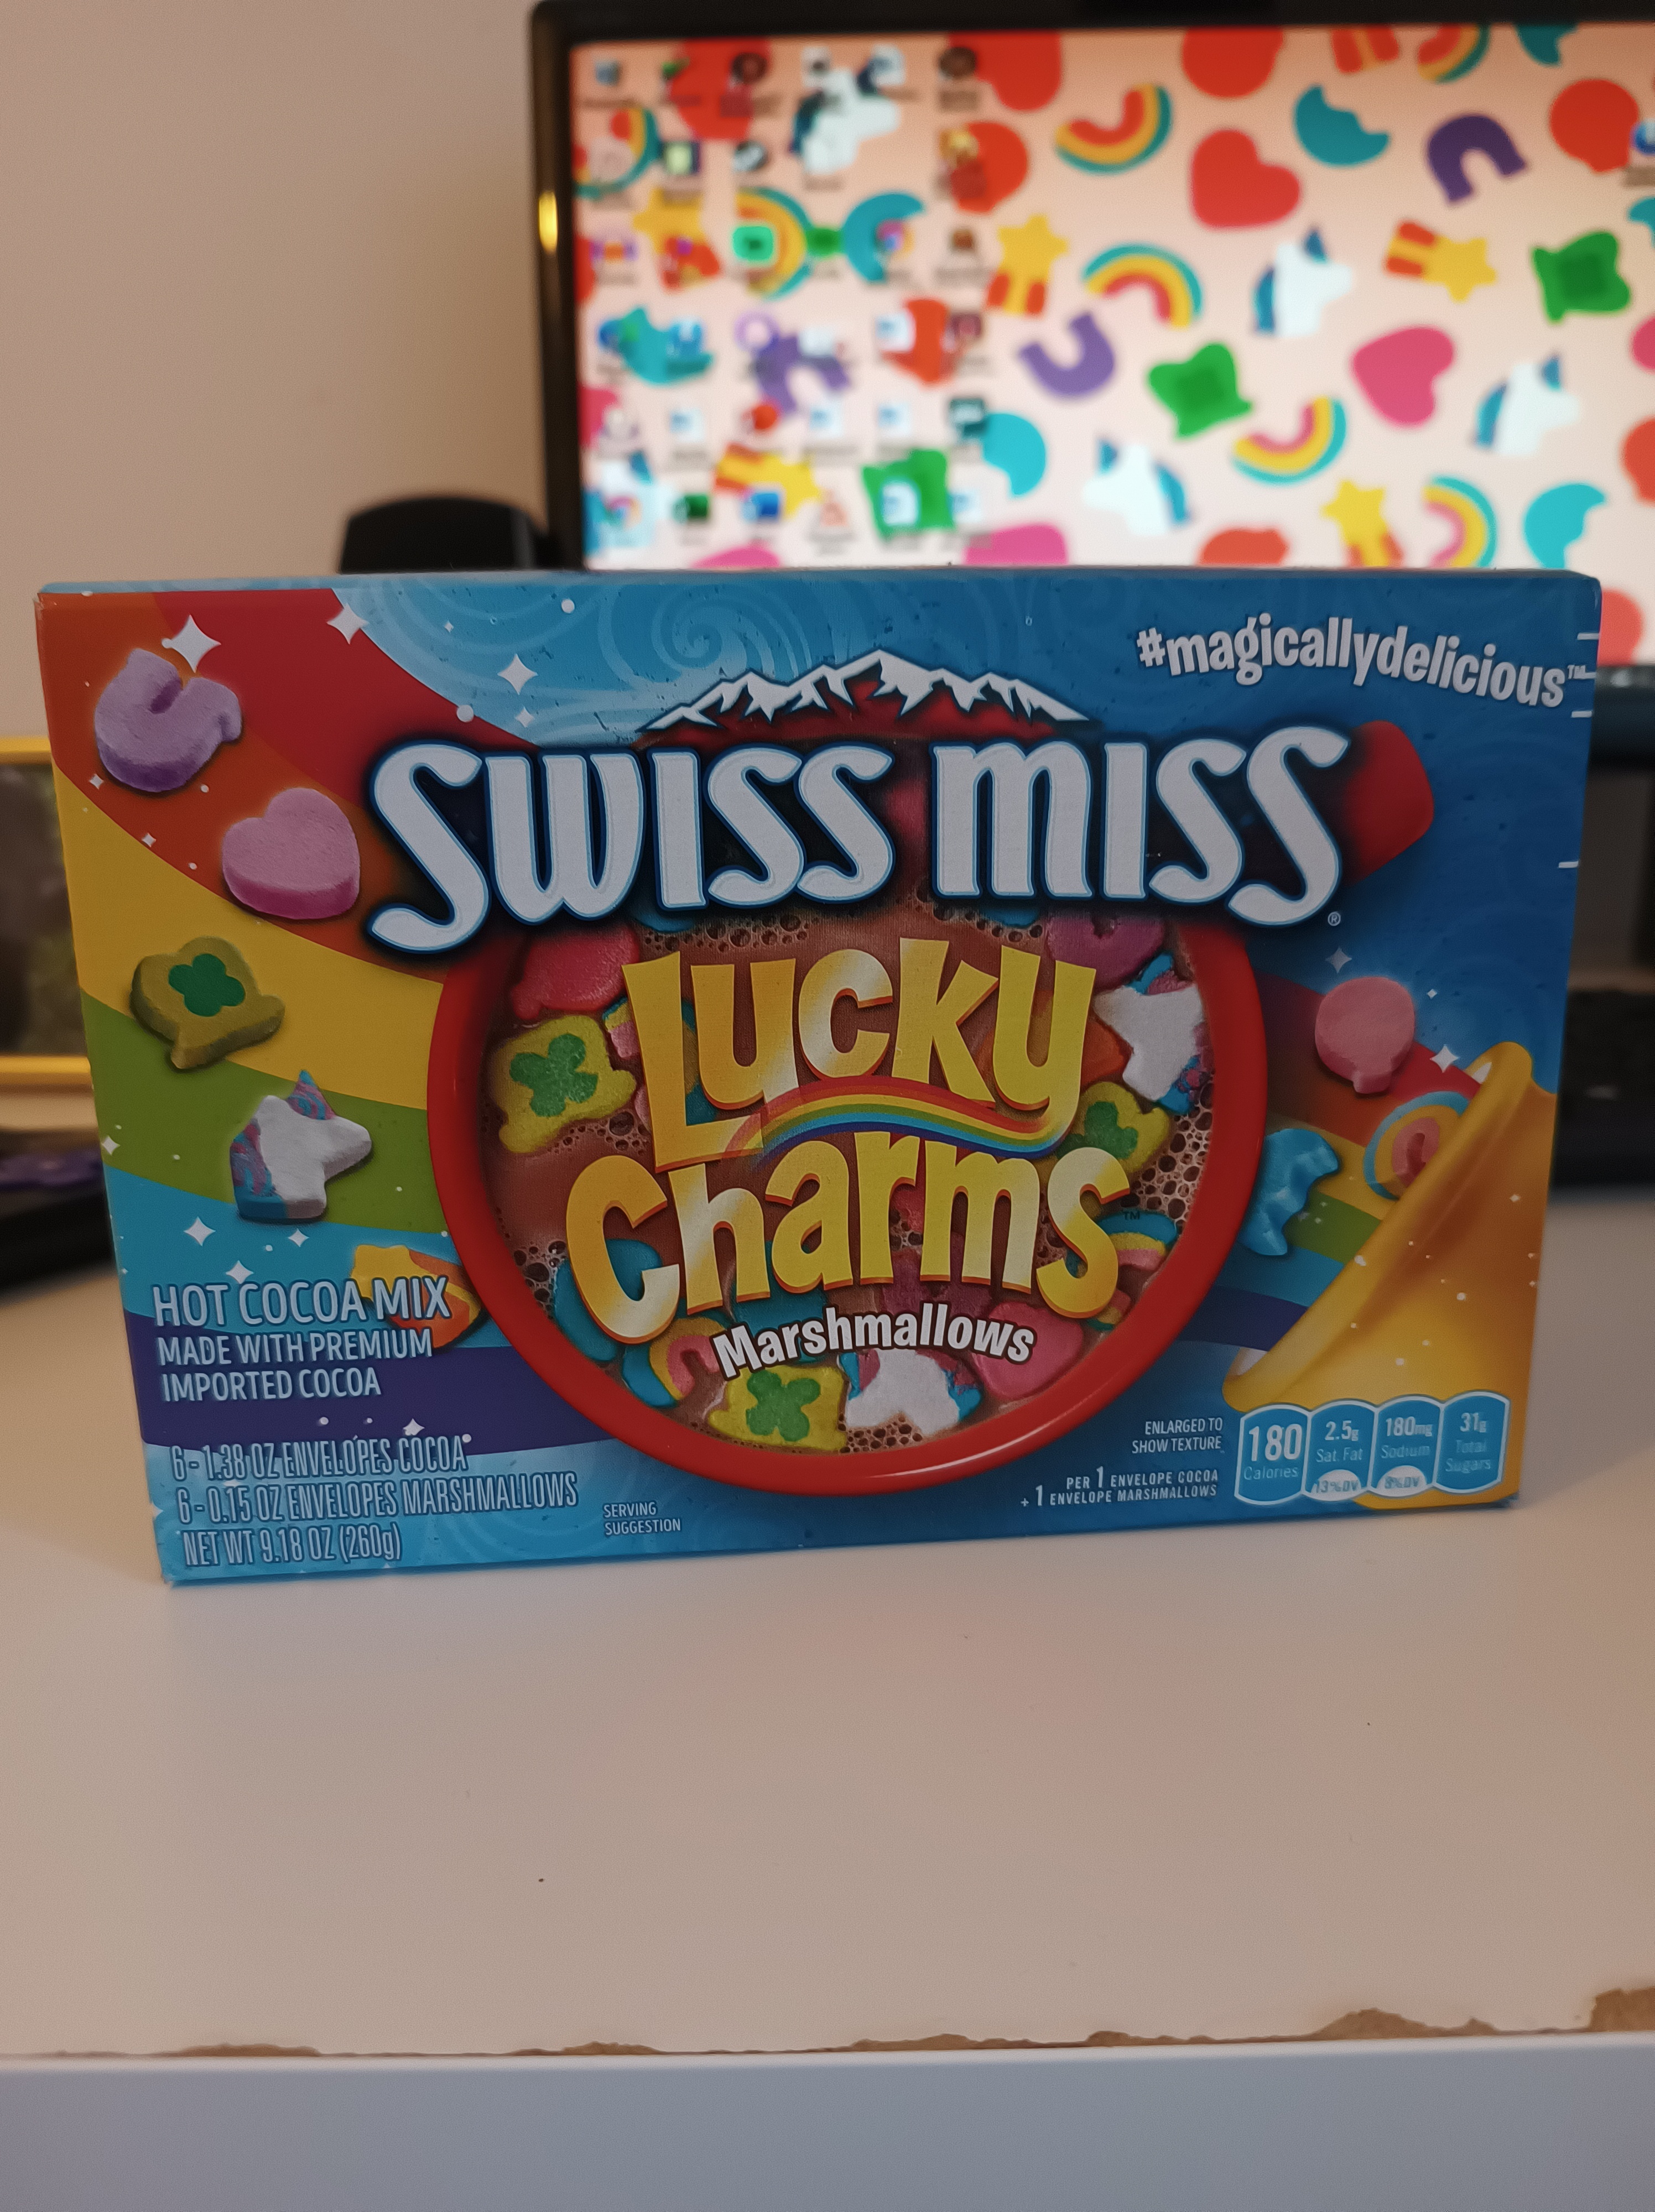 #magicallydelicious™
SWISS MISS®
Lucky
Charms™
Marshmallows
HOT COCOA MIX
MADE WITH PREMIUM
IMPORTED COCOA
6 - 1.38 OZ ENVELOPES COCOA
6 - 0.15 OZ ENVELOPES MARSHMALLOWS
NET WT 9.18 OZ (260g)
SERVING
SUGGESTION
ENLARGED TO
SHOW TEXTURE
PER 1 ENVELOPE COCOA
+ 1 ENVELOPE MARSHMALLOWS
180 Calories
2.5g Sat. Fat 13% DV
180mg Sodium 8% DV
31g Total Sugars